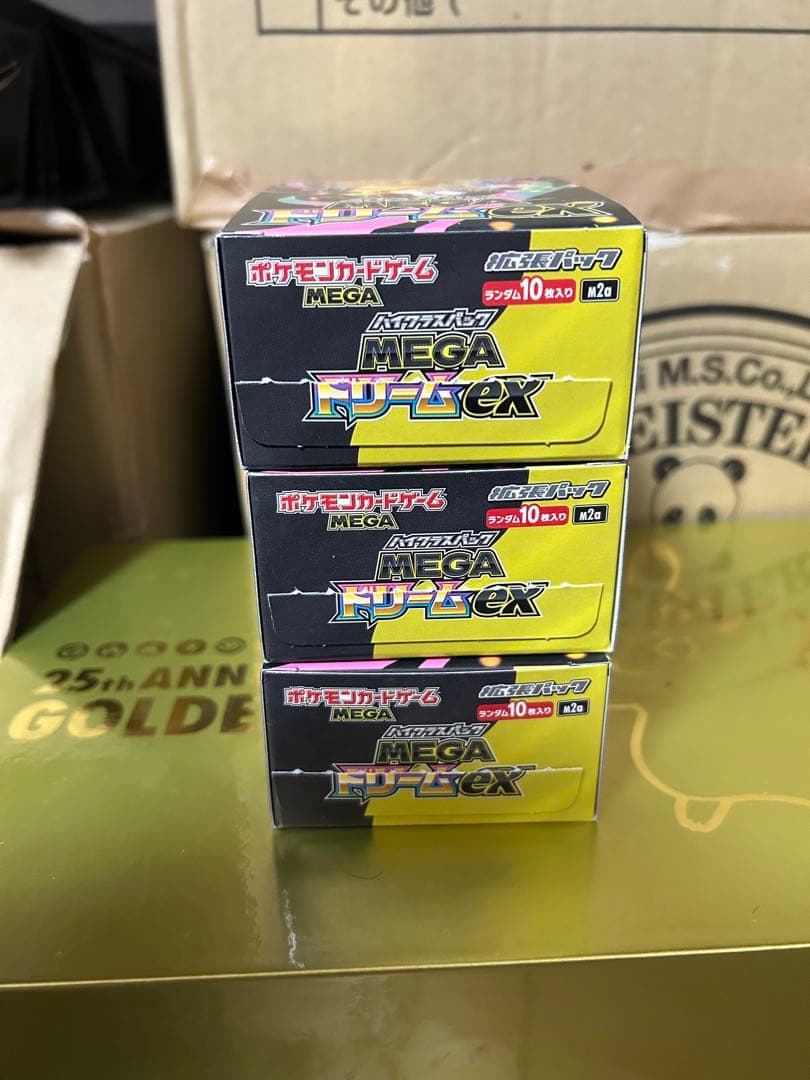 その他(
M.S.Co.,
EISTER
MEGA
ドリームex
ポケモンカードゲーム
MEGA
拡張パック
ランダム10枚入り M2a
ハイクラスパック
MEGA
ドリームex
ポケモンカードゲーム
MEGA
拡張パック
ランダム10枚入り M2a
ハイクラスパック
MEGA
ドリームex
ポケモンカードゲーム
MEGA
拡張パック
ランダム10枚入り M2a
ハイクラスパック
MEGA
ドリームex
25th ANN
GOLDE